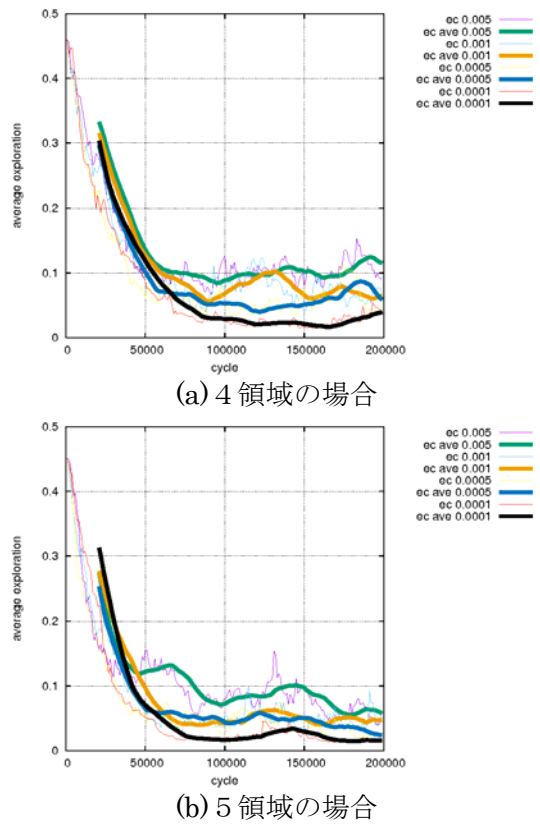 0.5
0.4
0.3
0.2
0.1
0
average exploration
0 50000 100000 150000 200000
cycle
ec 0.005
ec ave 0.005
ec 0.001
ec ave 0.001
ec 0.0005
ec ave 0.0005
ec 0.0001
ec ave 0.0001
(a) 4領域の場合
0.5
0.4
0.3
0.2
0.1
0
average exploration
0 50000 100000 150000 200000
cycle
ec 0.005
ec ave 0.005
ec 0.001
ec ave 0.001
ec 0.0005
ec ave 0.0005
ec 0.0001
ec ave 0.0001
(b) 5領域の場合